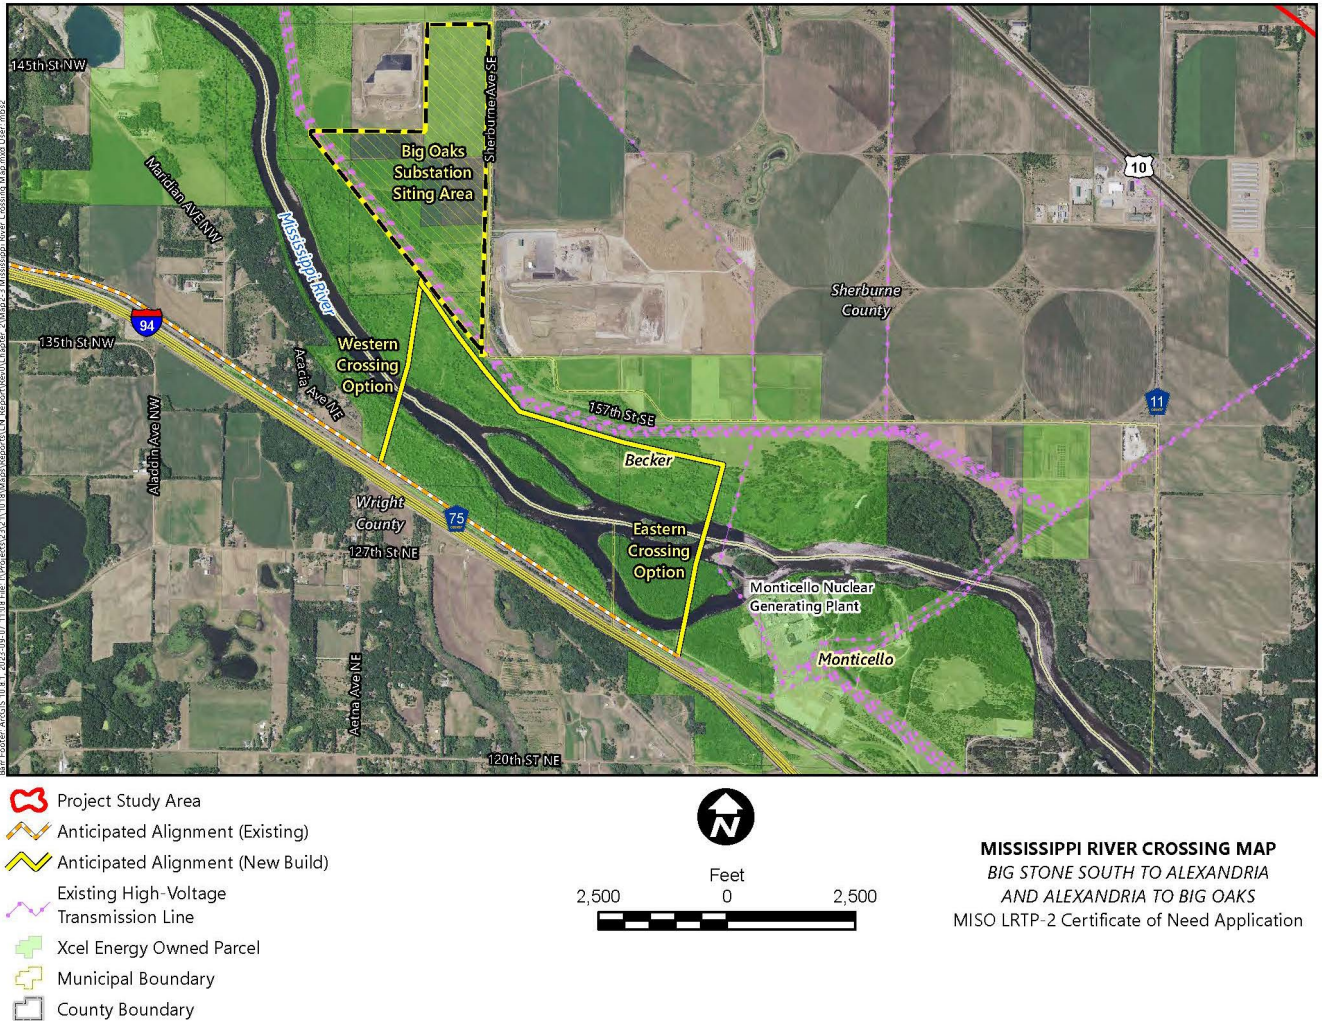 145th St NW
Maridian AVE NW
Sherburne Ave SE
Big Oaks
Substation
Siting Area
10
Mississippi River
Sherburne
County
94
135th St NW
Western
Crossing
Option
Acacia Ave NE
11
157th St SE
Aladdin Ave NW
Becker
Wright
County
75
127th St NE
Eastern
Crossing
Option
Monticello Nuclear
Generating Plant
Monticello
Aetna Ave NE
120th ST NE
Project Study Area
Anticipated Alignment (Existing)
Anticipated Alignment (New Build)
Existing High-Voltage
Transmission Line
Xcel Energy Owned Parcel
Municipal Boundary
County Boundary
N
Feet
2,500 0 2,500
MISSISSIPPI RIVER CROSSING MAP
BIG STONE SOUTH TO ALEXANDRIA
AND ALEXANDRIA TO BIG OAKS
MISO LRTP-2 Certificate of Need Application